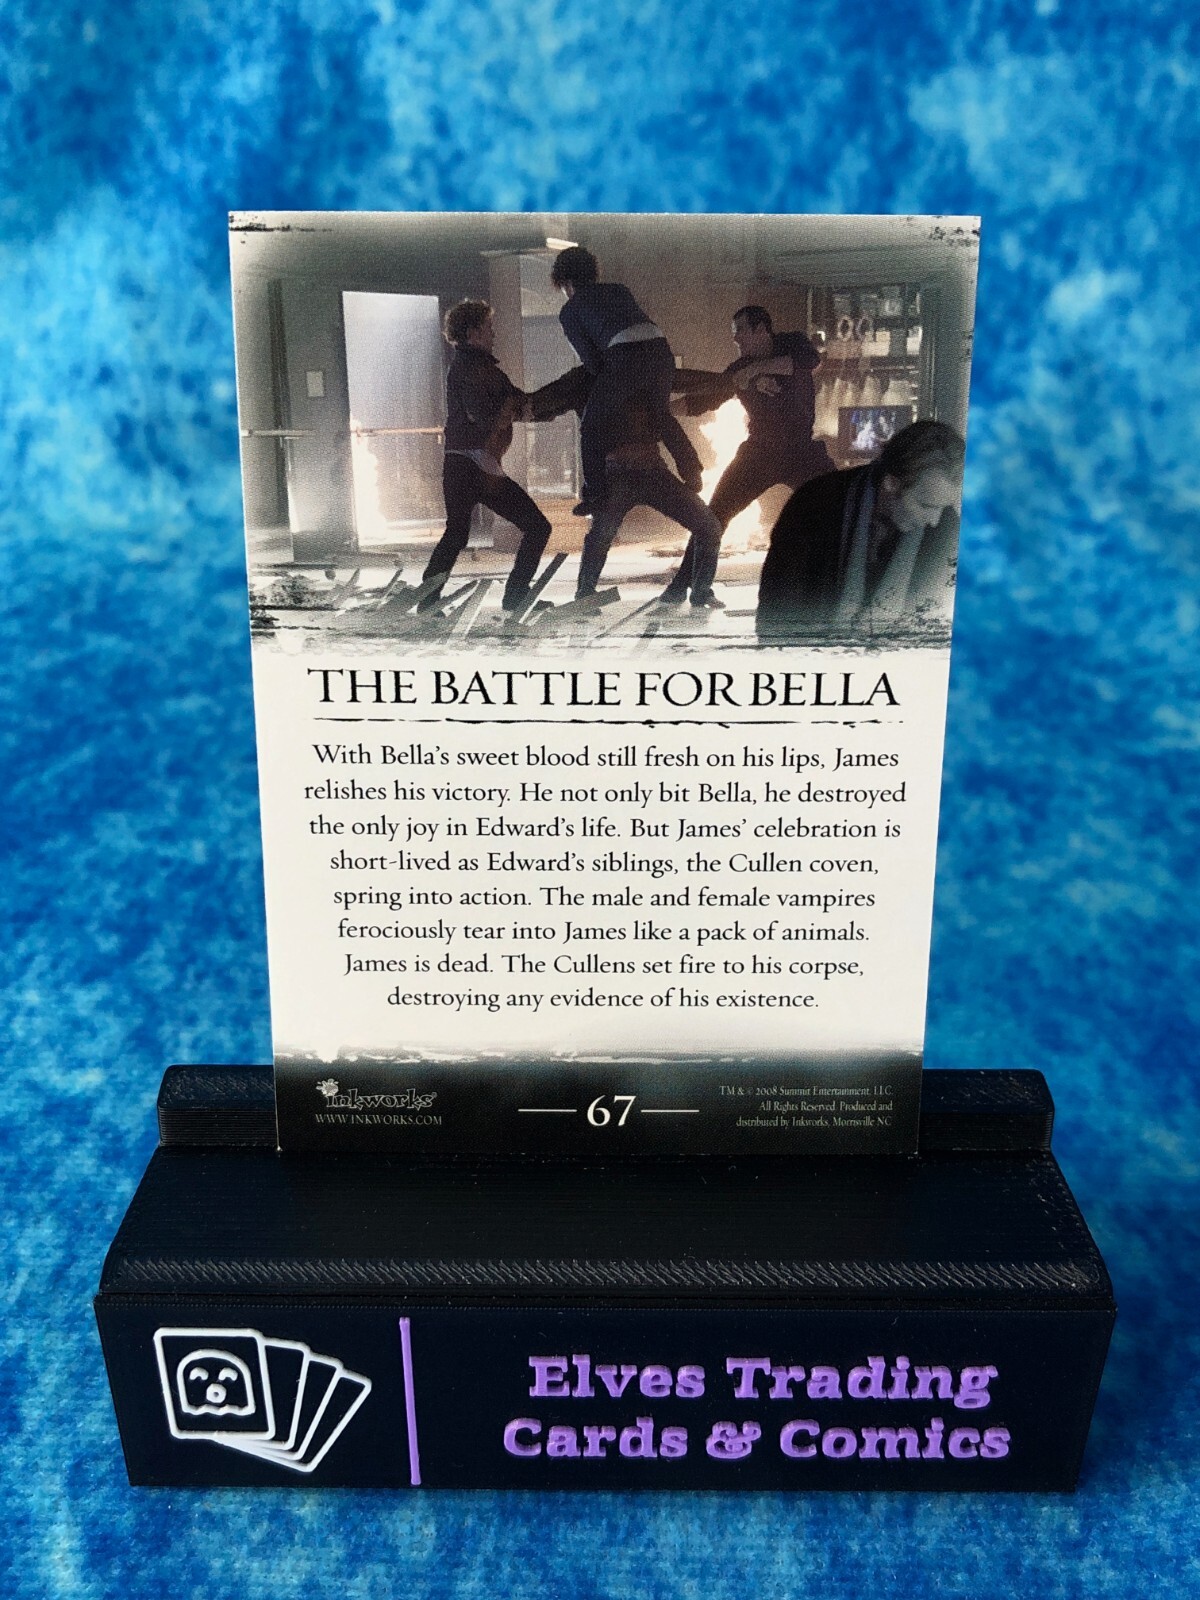 THE BATTLE FOR BELLA
With Bella's sweet blood still fresh on his lips, James
relishes his victory. He not only bit Bella, he destroyed
the only joy in Edward's life. But James' celebration is
short-lived as Edward's siblings, the Cullen coven,
spring into action. The male and female vampires
ferociously tear into James like a pack of animals.
James is dead. The Cullens set fire to his corpse,
destroying any evidence of his existence.
inkworks
WWW.INKWORKS.COM
67
TM & © 2008 Summit Entertainment, LLC.
All Rights Reserved. Produced and
distributed by Inkworks, Morrisville NC
Elves Trading
Cards & Comics